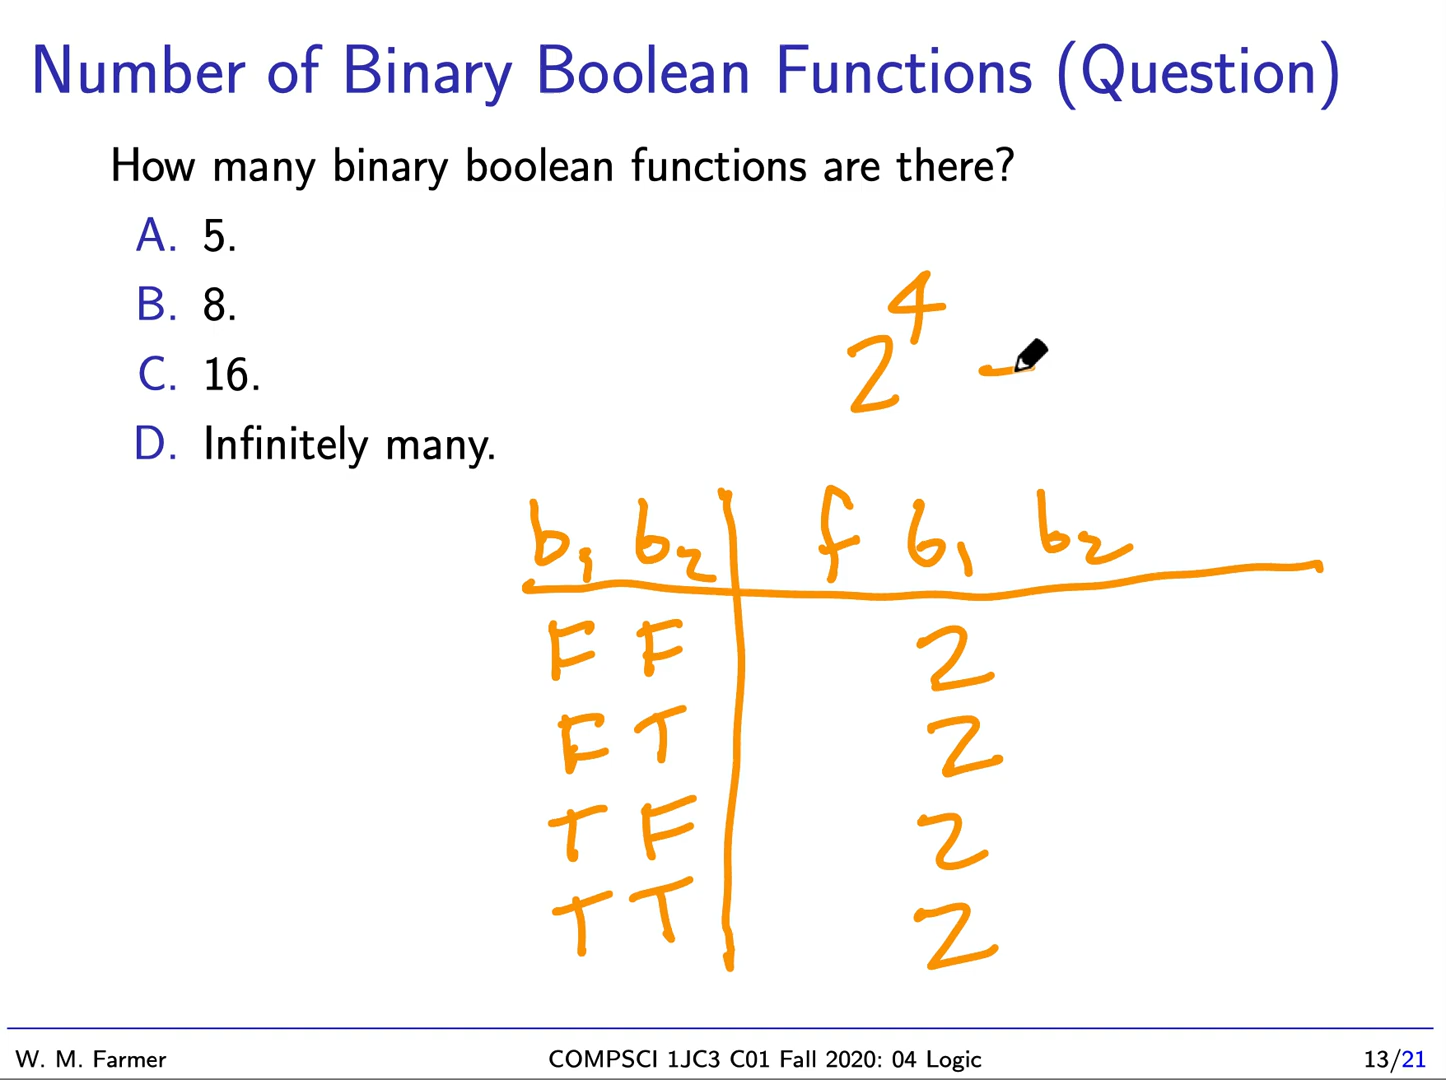 Number of Binary Boolean Functions (Question)
How many binary boolean functions are there?
A. 5.
B. 8.
C. 16.
D. Infinitely many.
2⁴ -
b₁ b₂ f b₁ b₂
F F 2
F T 2
T F 2
T T 2
W. M. Farmer COMPSCI 1JC3 C01 Fall 2020: 04 Logic 13/21